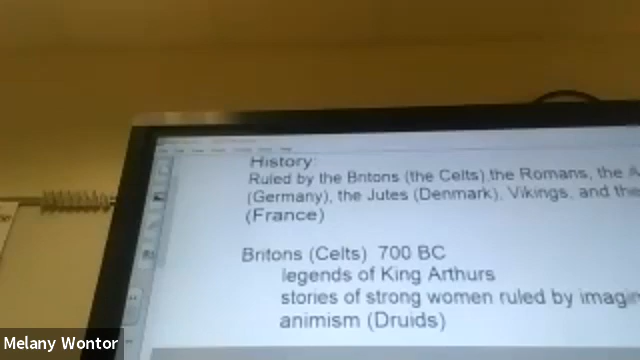 History:
Ruled by the Britons (the Celts),the Romans, the A
(Germany), the Jutes (Denmark), Vikings, and the
(France)
Britons (Celts) 700 BC
legends of King Arthurs
stories of strong women ruled by imagin
animism (Druids)
Melany Wontor